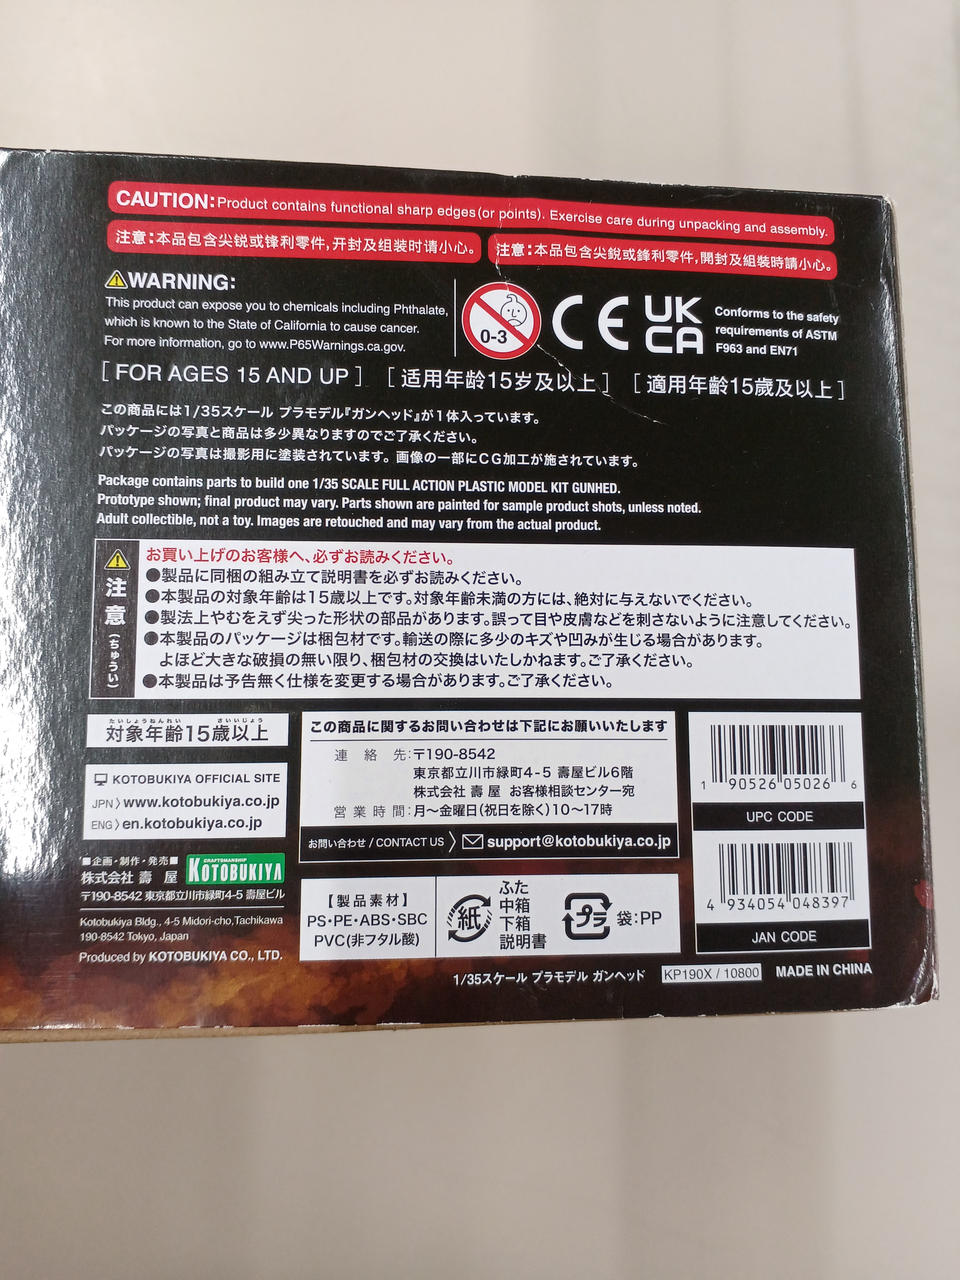 CAUTION: Product contains functional sharp edges (or points). Exercise care during unpacking and assembly.
注意：本品包含尖锐或锋利零件，开封及组装时请小心。
注意：本品包含尖銳或鋒利零件，開封及組裝時請小心。
WARNING:
This product can expose you to chemicals including Phthalate,
which is known to the State of California to cause cancer.
For more information, go to www.P65Warnings.ca.gov.
0-3
CE
UK
CA
Conforms to the safety
requirements of ASTM
F963 and EN71
[ FOR AGES 15 AND UP ] [ 适用年龄15岁及以上 ] [ 適用年齡15歲及以上 ]
この商品には1/35スケール プラモデル『ガンヘッド』が1体入っています。
パッケージの写真と商品は多少異なりますのでご了承ください。
パッケージの写真は撮影用に塗装されています。画像の一部にCG加工が施されています。
Package contains parts to build one 1/35 SCALE FULL ACTION PLASTIC MODEL KIT GUNHED.
Prototype shown; final product may vary. Parts shown are painted for sample product shots, unless noted.
Adult collectible, not a toy. Images are retouched and may vary from the actual product.
注意（ちゅうい）
お買い上げのお客様へ、必ずお読みください。
●製品に同梱の組み立て説明書を必ずお読みください。
●本製品の対象年齢は15歳以上です。対象年齢未満の方には、絶対に与えないでください。
●製法上やむをえず尖った形状の部品があります。誤って目や皮膚などを刺さないように注意してください。
●本製品のパッケージは梱包材です。輸送の際に多少のキズや凹みが生じる場合があります。
よほど大きな破損の無い限り、梱包材の交換はいたしかねます。ご了承ください。
●本製品は予告無く仕様を変更する場合があります。ご了承ください。
たいしょうねんれい さいいじょう
対象年齢15歳以上
KOTOBUKIYA OFFICIAL SITE
JPN〉www.kotobukiya.co.jp
ENG〉en.kotobukiya.co.jp
■企画・制作・発売■
株式会社 壽 屋
CRAFTSMANSHIP
KOTOBUKIYA
〒190-8542 東京都立川市緑町4-5 壽屋ビル
Kotobukiya Bldg., 4-5 Midori-cho,Tachikawa
190-8542 Tokyo, Japan
Produced by KOTOBUKIYA CO., LTD.
この商品に関するお問い合わせは下記にお願いいたします
連絡先：〒190-8542
東京都立川市緑町4-5 壽屋ビル6階
株式会社 壽 屋 お客様相談センター宛
営業時間：月〜金曜日(祝日を除く)10〜17時
お問い合わせ / CONTACT US 〉 support@kotobukiya.co.jp
【製品素材】
PS・PE・ABS・SBC
PVC(非フタル酸)
紙
ふた
中箱
下箱
説明書
プラ
袋：PP
1 90526 05026 6
UPC CODE
4 934054 048397
JAN CODE
1/35スケール プラモデル ガンヘッド
KP190X / 10800
MADE IN CHINA